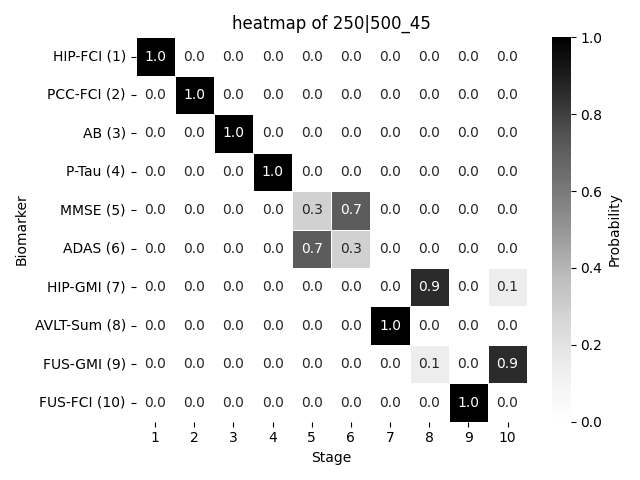 heatmap of 250|500_45
HIP-FCI (1) 1.0 0.0 0.0 0.0 0.0 0.0 0.0 0.0 0.0 0.0
PCC-FCI (2) 0.0 1.0 0.0 0.0 0.0 0.0 0.0 0.0 0.0 0.0
AB (3) 0.0 0.0 1.0 0.0 0.0 0.0 0.0 0.0 0.0 0.0
P-Tau (4) 0.0 0.0 0.0 1.0 0.0 0.0 0.0 0.0 0.0 0.0
MMSE (5) 0.0 0.0 0.0 0.0 0.3 0.7 0.0 0.0 0.0 0.0
ADAS (6) 0.0 0.0 0.0 0.0 0.7 0.3 0.0 0.0 0.0 0.0
HIP-GMI (7) 0.0 0.0 0.0 0.0 0.0 0.0 0.0 0.9 0.0 0.1
AVLT-Sum (8) 0.0 0.0 0.0 0.0 0.0 0.0 1.0 0.0 0.0 0.0
FUS-GMI (9) 0.0 0.0 0.0 0.0 0.0 0.0 0.0 0.1 0.0 0.9
FUS-FCI (10) 0.0 0.0 0.0 0.0 0.0 0.0 0.0 0.0 1.0 0.0
1 2 3 4 5 6 7 8 9 10
Stage
Biomarker
1.0
0.8
0.6
0.4
0.2
0.0
Probability